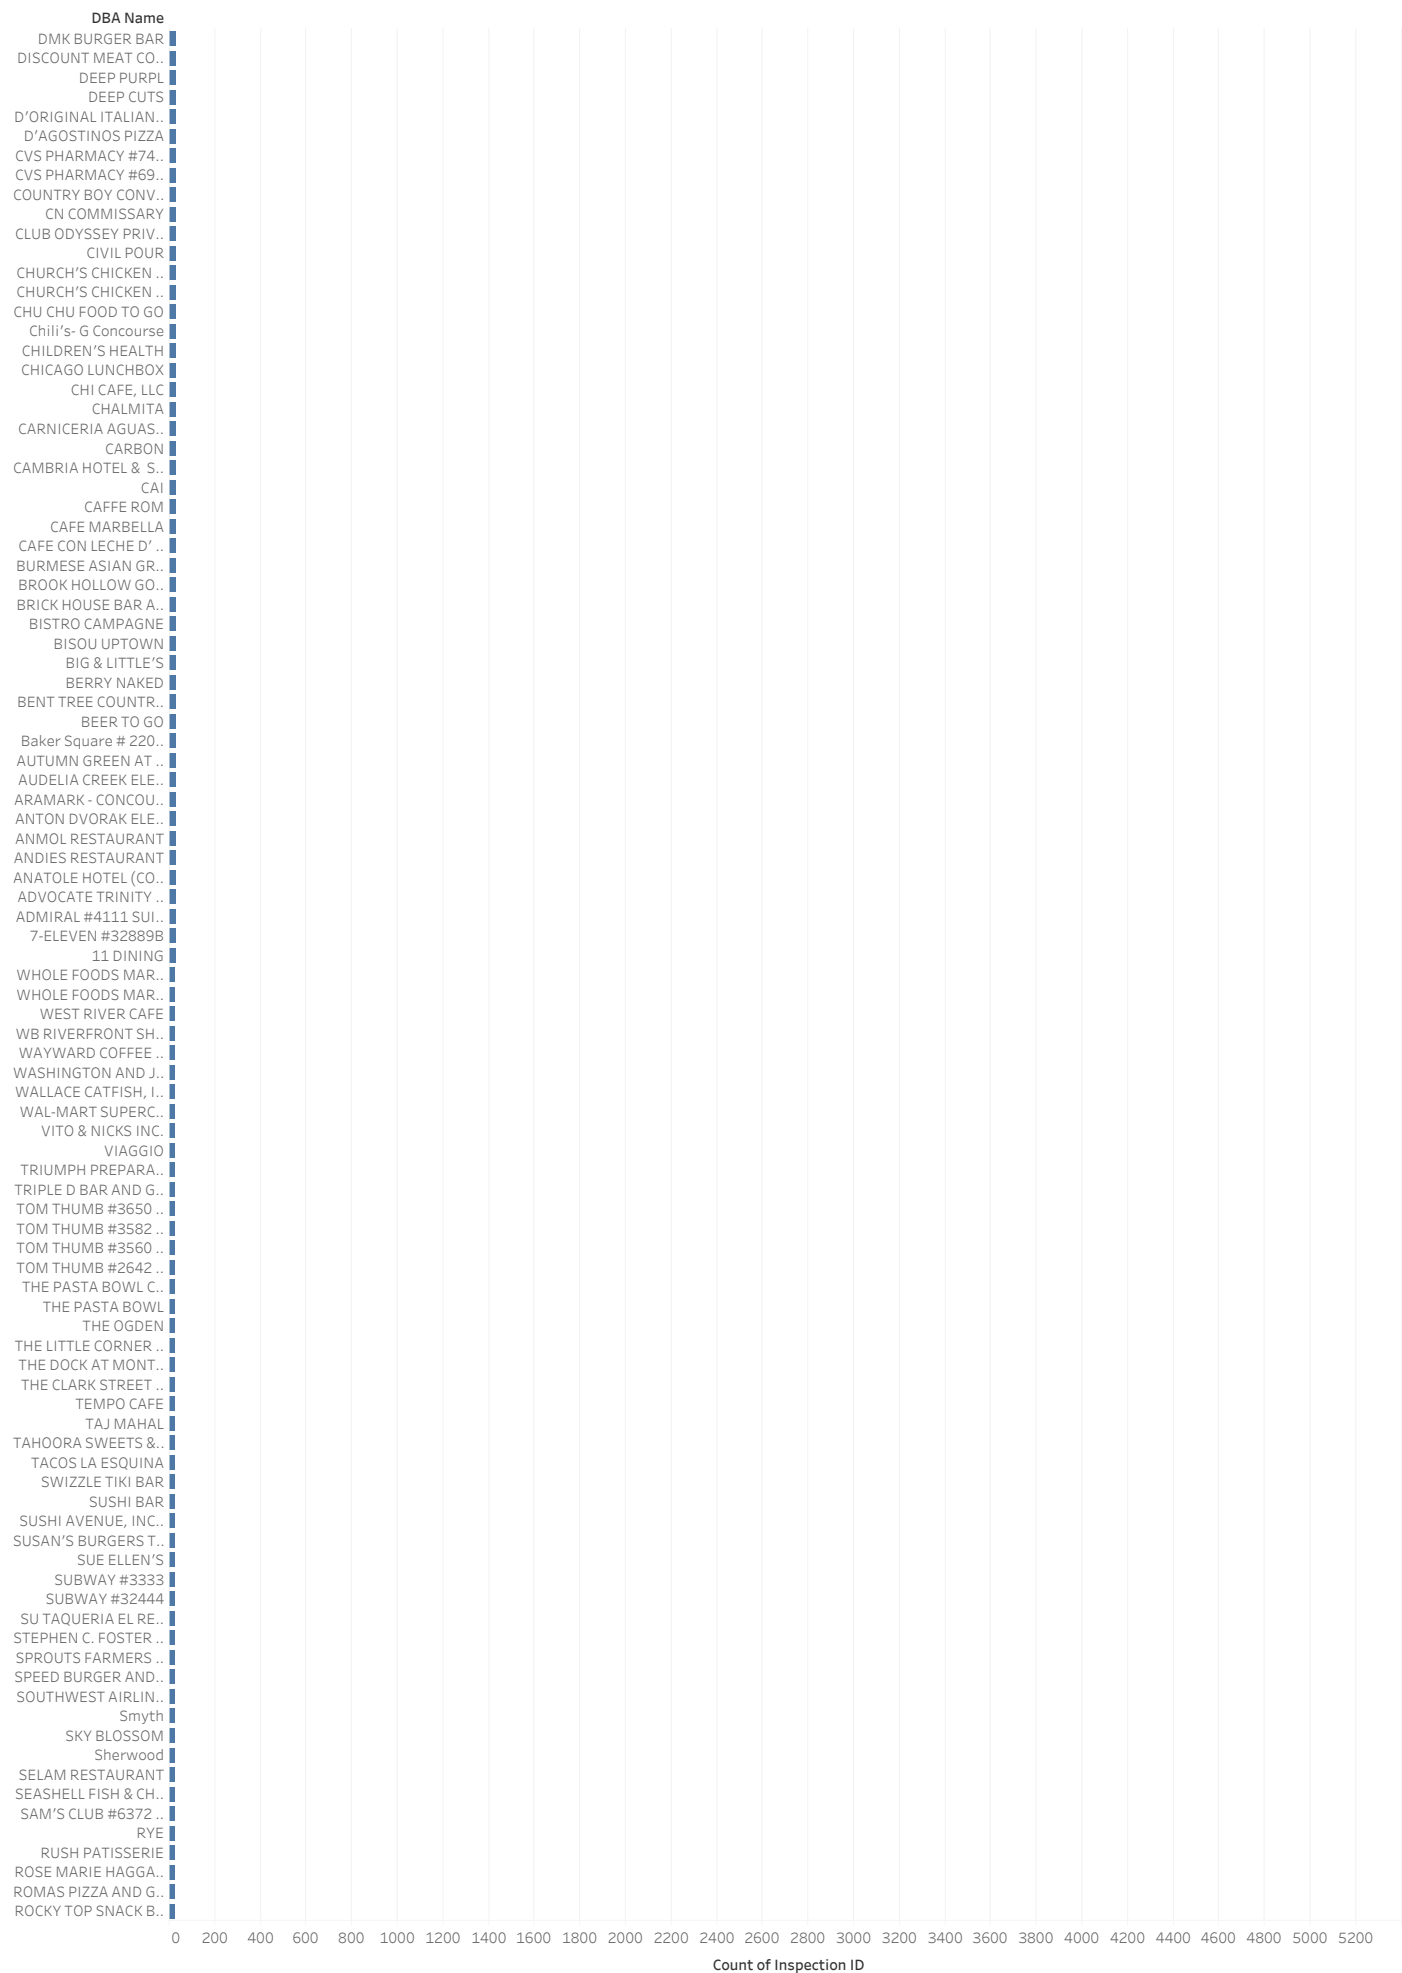 DBA Name
DMK BURGER BAR
DISCOUNT MEAT CO..
DEEP PURPL
DEEP CUTS
D'ORIGINAL ITALIAN..
D'AGOSTINOS PIZZA
CVS PHARMACY #74..
CVS PHARMACY #69..
COUNTRY BOY CONV..
CN COMMISSARY
CLUB ODYSSEY PRIV..
CIVIL POUR
CHURCH'S CHICKEN ..
CHURCH'S CHICKEN ..
CHU CHU FOOD TO GO
Chili's- G Concourse
CHILDREN'S HEALTH
CHICAGO LUNCHBOX
CHI CAFE, LLC
CHALMITA
CARNICERIA AGUAS..
CARBON
CAMBRIA HOTEL & S..
CAI
CAFFE ROM
CAFE MARBELLA
CAFE CON LECHE D' ..
BURMESE ASIAN GR..
BROOK HOLLOW GO..
BRICK HOUSE BAR A..
BISTRO CAMPAGNE
BISOU UPTOWN
BIG & LITTLE'S
BERRY NAKED
BENT TREE COUNTR..
BEER TO GO
Baker Square # 220..
AUTUMN GREEN AT ..
AUDELIA CREEK ELE..
ARAMARK - CONCOU..
ANTON DVORAK ELE..
ANMOL RESTAURANT
ANDIES RESTAURANT
ANATOLE HOTEL (CO..
ADVOCATE TRINITY ..
ADMIRAL #4111 SUI..
7-ELEVEN #32889B
11 DINING
WHOLE FOODS MAR..
WHOLE FOODS MAR..
WEST RIVER CAFE
WB RIVERFRONT SH..
WAYWARD COFFEE ..
WASHINGTON AND J..
WALLACE CATFISH, I..
WAL-MART SUPERC..
VITO & NICKS INC.
VIAGGIO
TRIUMPH PREPARA..
TRIPLE D BAR AND G..
TOM THUMB #3650 ..
TOM THUMB #3582 ..
TOM THUMB #3560 ..
TOM THUMB #2642 ..
THE PASTA BOWL C..
THE PASTA BOWL
THE OGDEN
THE LITTLE CORNER ..
THE DOCK AT MONT..
THE CLARK STREET ..
TEMPO CAFE
TAJ MAHAL
TAHOORA SWEETS &..
TACOS LA ESQUINA
SWIZZLE TIKI BAR
SUSHI BAR
SUSHI AVENUE, INC..
SUSAN'S BURGERS T..
SUE ELLEN'S
SUBWAY #3333
SUBWAY #32444
SU TAQUERIA EL RE..
STEPHEN C. FOSTER ..
SPROUTS FARMERS ..
SPEED BURGER AND..
SOUTHWEST AIRLIN..
Smyth
SKY BLOSSOM
Sherwood
SELAM RESTAURANT
SEASHELL FISH & CH..
SAM'S CLUB #6372 ..
RYE
RUSH PATISSERIE
ROSE MARIE HAGGA..
ROMAS PIZZA AND G..
ROCKY TOP SNACK B..
0 200 400 600 800 1000 1200 1400 1600 1800 2000 2200 2400 2600 2800 3000 3200 3400 3600 3800 4000 4200 4400 4600 4800 5000 5200
Count of Inspection ID